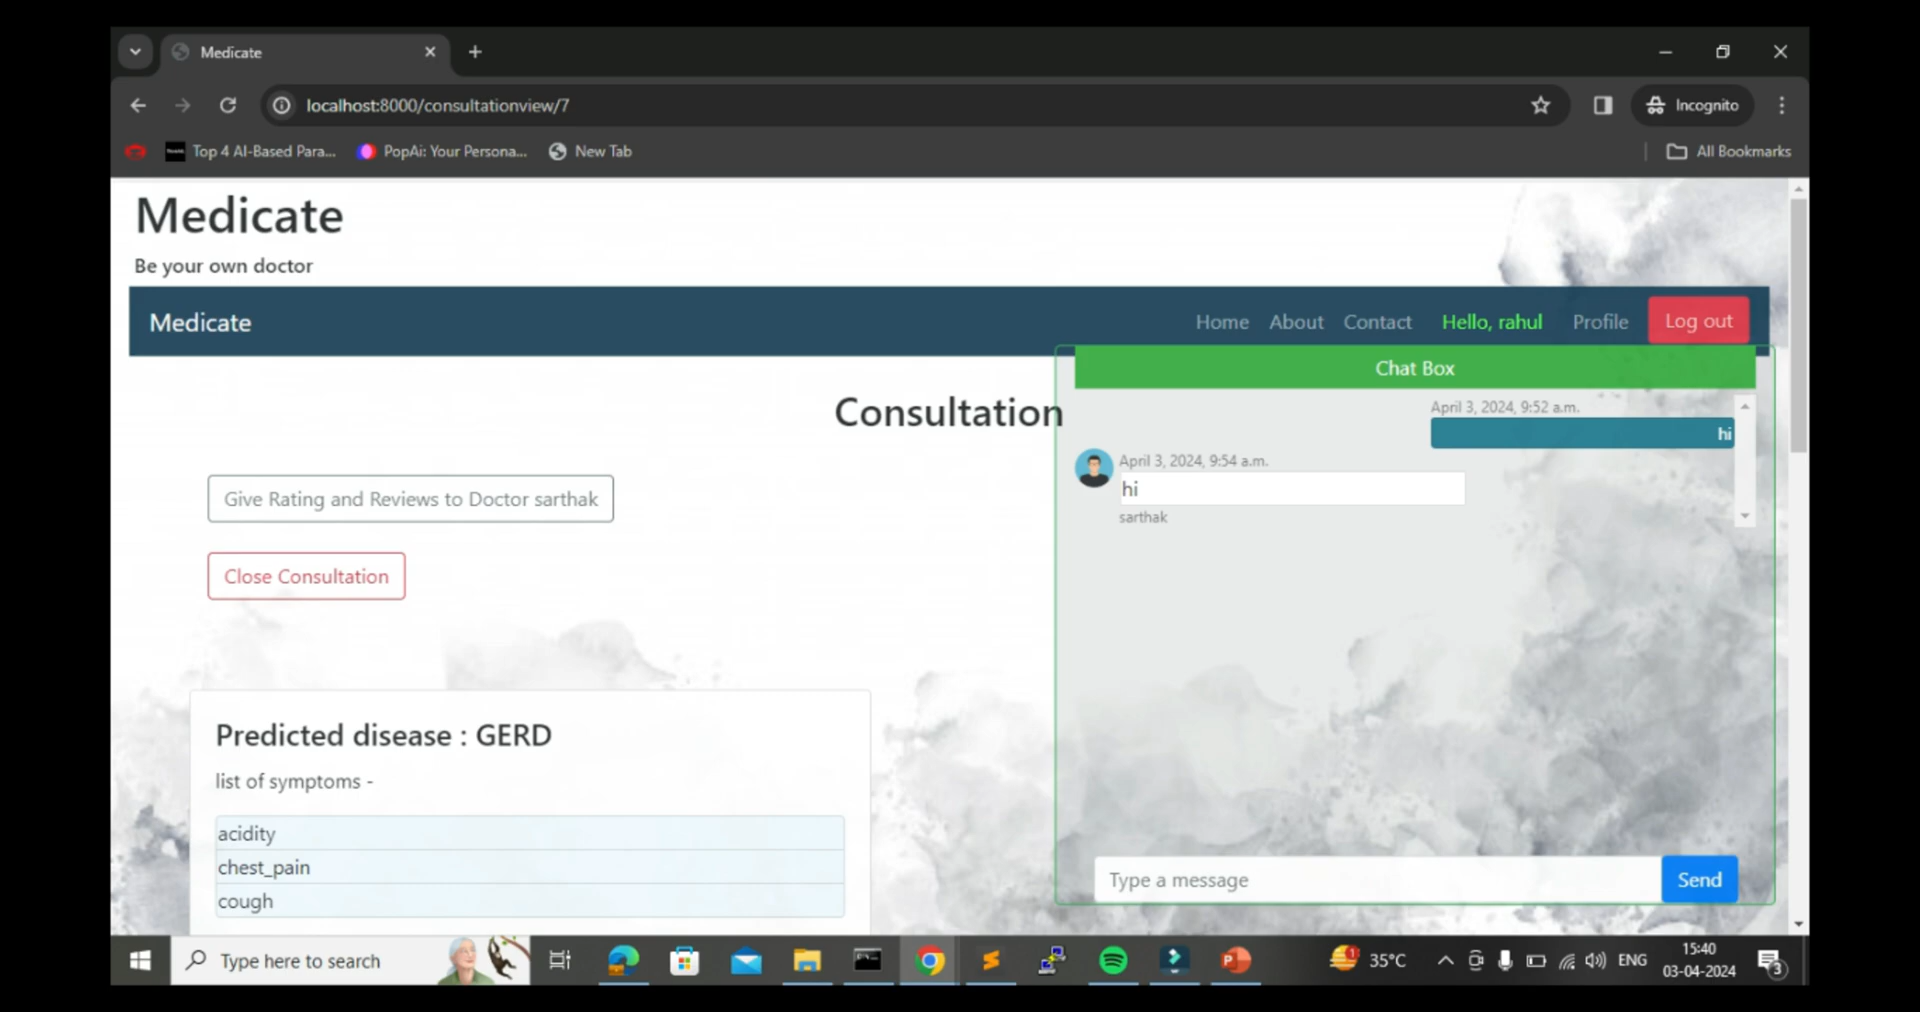 Medicate
localhost:8000/consultationview/7
Incognito
Top 4 AI-Based Para...
PopAi: Your Persona...
New Tab
All Bookmarks
Medicate
Be your own doctor
Medicate
Home
About
Contact
Hello, rahul
Profile
Log out
Consultation
Give Rating and Reviews to Doctor sarthak
Close Consultation
Predicted disease : GERD
list of symptoms -
acidity
chest_pain
cough
Chat Box
April 3, 2024, 9:52 a.m.
hi
April 3, 2024, 9:54 a.m.
hi
sarthak
Type a message
Send
Type here to search
1
35°C
ENG
15:40
03-04-2024
3